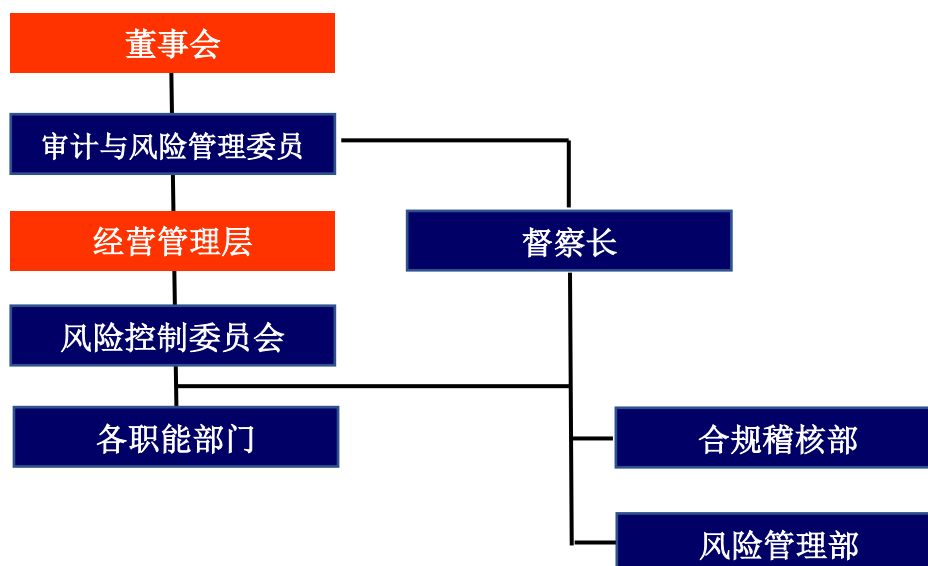 董事会
审计与风险管理委员
经营管理层
督察长
风险控制委员会
各职能部门
合规稽核部
风险管理部